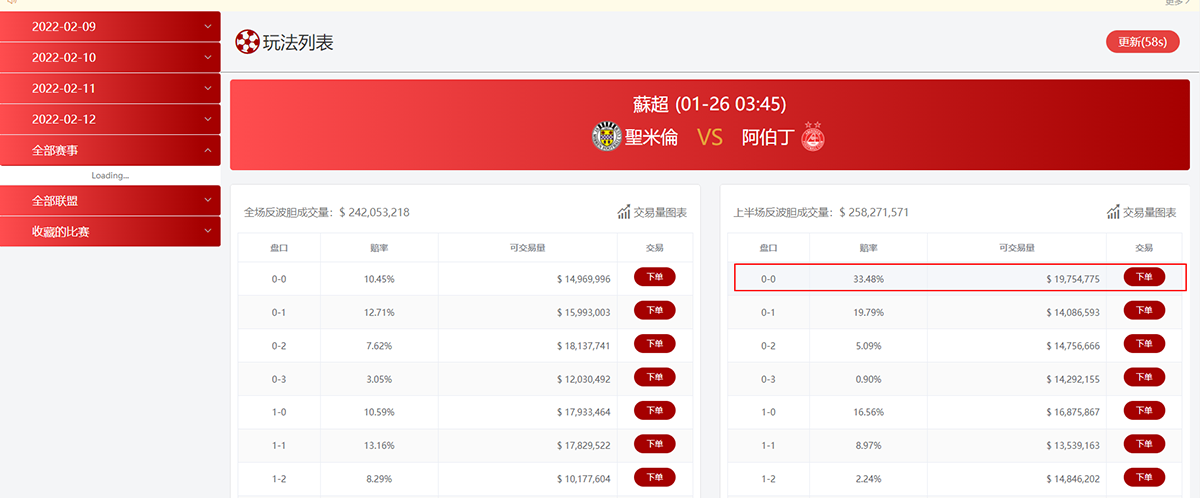 更多
2022-02-09
2022-02-10
2022-02-11
2022-02-12
全部赛事
Loading...
全部联盟
收藏的比赛
玩法列表
更新(58s)
蘇超 (01-26 03:45)
聖米倫 VS 阿伯丁
全场反波胆成交量: $ 242,053,218 交易量图表
盘口 赔率 可交易量 交易
0-0 10.45% $ 14,969,996 下单
0-1 12.71% $ 15,993,003 下单
0-2 7.62% $ 18,137,741 下单
0-3 3.05% $ 12,030,492 下单
1-0 10.59% $ 17,933,464 下单
1-1 13.16% $ 17,829,522 下单
1-2 8.29% $ 10,177,604 下单
上半场反波胆成交量: $ 258,271,571 交易量图表
盘口 赔率 可交易量 交易
0-0 33.48% $ 19,754,775 下单
0-1 19.79% $ 14,086,593 下单
0-2 5.09% $ 14,756,666 下单
0-3 0.90% $ 14,292,155 下单
1-0 16.56% $ 16,875,867 下单
1-1 8.97% $ 13,539,163 下单
1-2 2.24% $ 14,846,202 下单